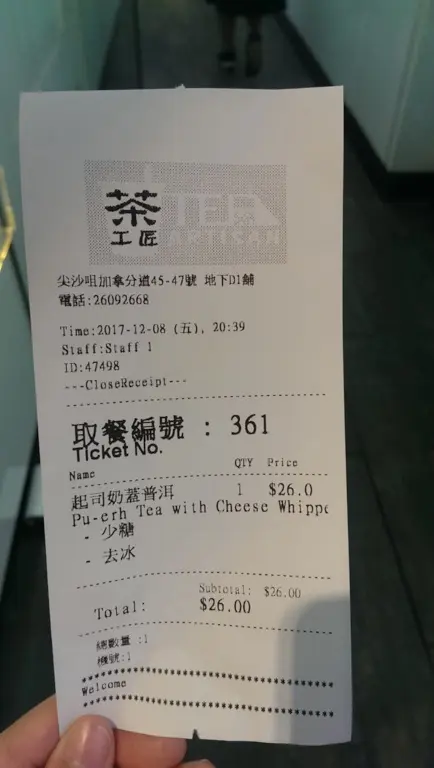 茶
工匠
TEA
ARTISAN
尖沙咀加拿分道45-47號 地下D1舖
電話:26092668
Time:2017-12-08 (五), 20:39
Staff:Staff 1
ID:47498
---CloseReceipt---
取餐編號 : 361
Ticket No.
Name QTY Price
起司奶蓋普洱 1 $26.0
Pu-erh Tea with Cheese Whippe
- 少糖
- 去冰
Subtotal: $26.00
Total: $26.00
總數量 :1
機號:1
Welcome